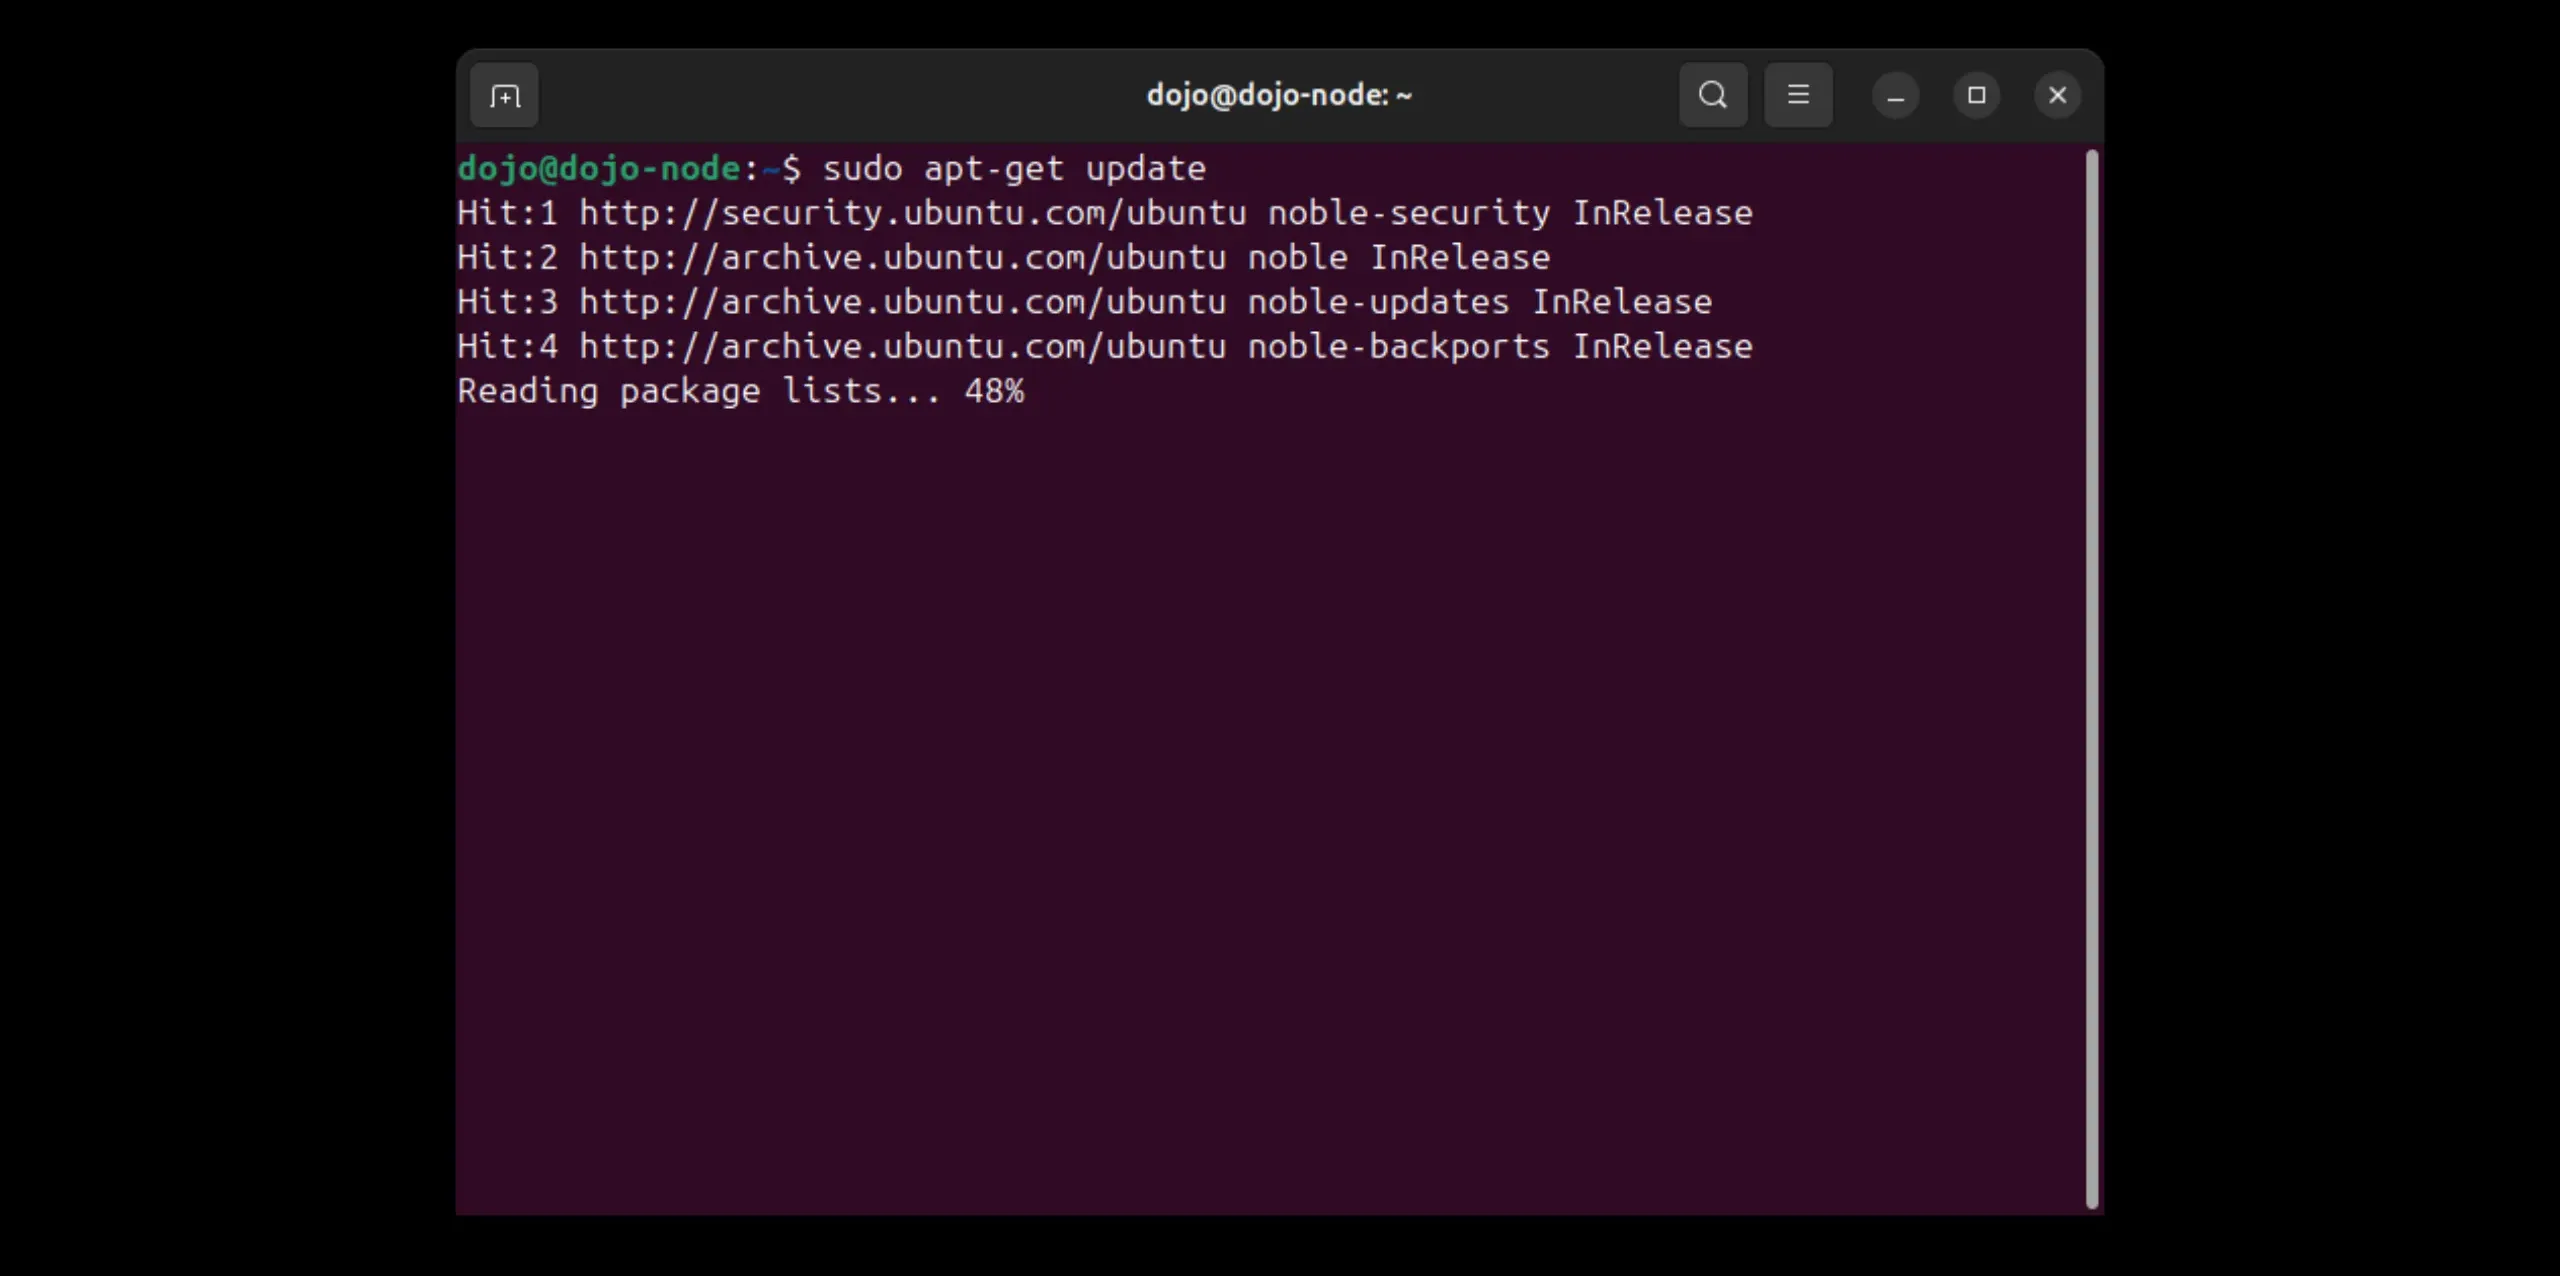 dojo@dojo-node: ~
dojo@dojo-node:~$ sudo apt-get update
Hit:1 http://security.ubuntu.com/ubuntu noble-security InRelease
Hit:2 http://archive.ubuntu.com/ubuntu noble InRelease
Hit:3 http://archive.ubuntu.com/ubuntu noble-updates InRelease
Hit:4 http://archive.ubuntu.com/ubuntu noble-backports InRelease
Reading package lists... 48%